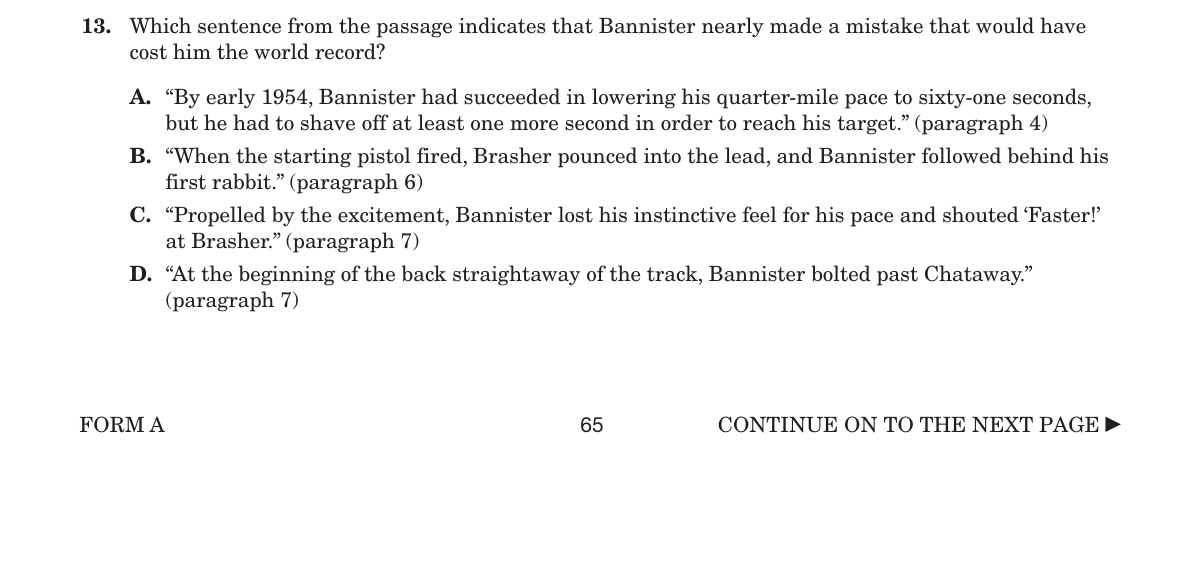 13. Which sentence from the passage indicates that Bannister nearly made a mistake that would have
cost him the world record?
A. “By early 1954, Bannister had succeeded in lowering his quarter-mile pace to sixty-one seconds,
but he had to shave off at least one more second in order to reach his target.” (paragraph 4)
B. “When the starting pistol fired, Brasher pounced into the lead, and Bannister followed behind his
first rabbit.” (paragraph 6)
C. “Propelled by the excitement, Bannister lost his instinctive feel for his pace and shouted ‘Faster!’
at Brasher.” (paragraph 7)
D. “At the beginning of the back straightaway of the track, Bannister bolted past Chataway.”
(paragraph 7)
FORM A 65 CONTINUE ON TO THE NEXT PAGE ▶